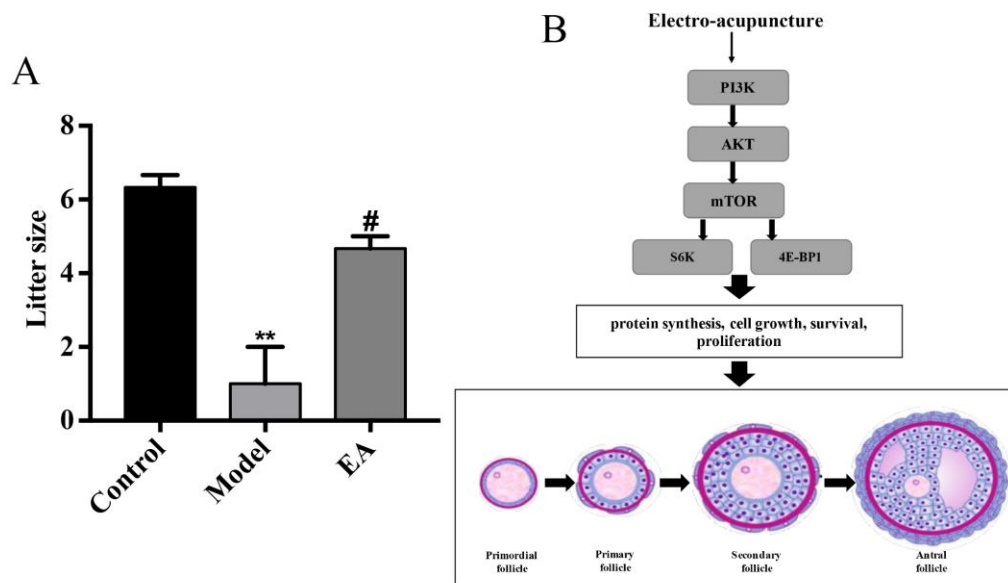 A
Litter size
8
6
4
2
0
**
#
Control
Model
EA
B
Electro-acupuncture
PI3K
AKT
mTOR
S6K
4E-BP1
protein synthesis, cell growth, survival,
proliferation
Primordial
follicle
Primary
follicle
Secondary
follicle
Antral
follicle